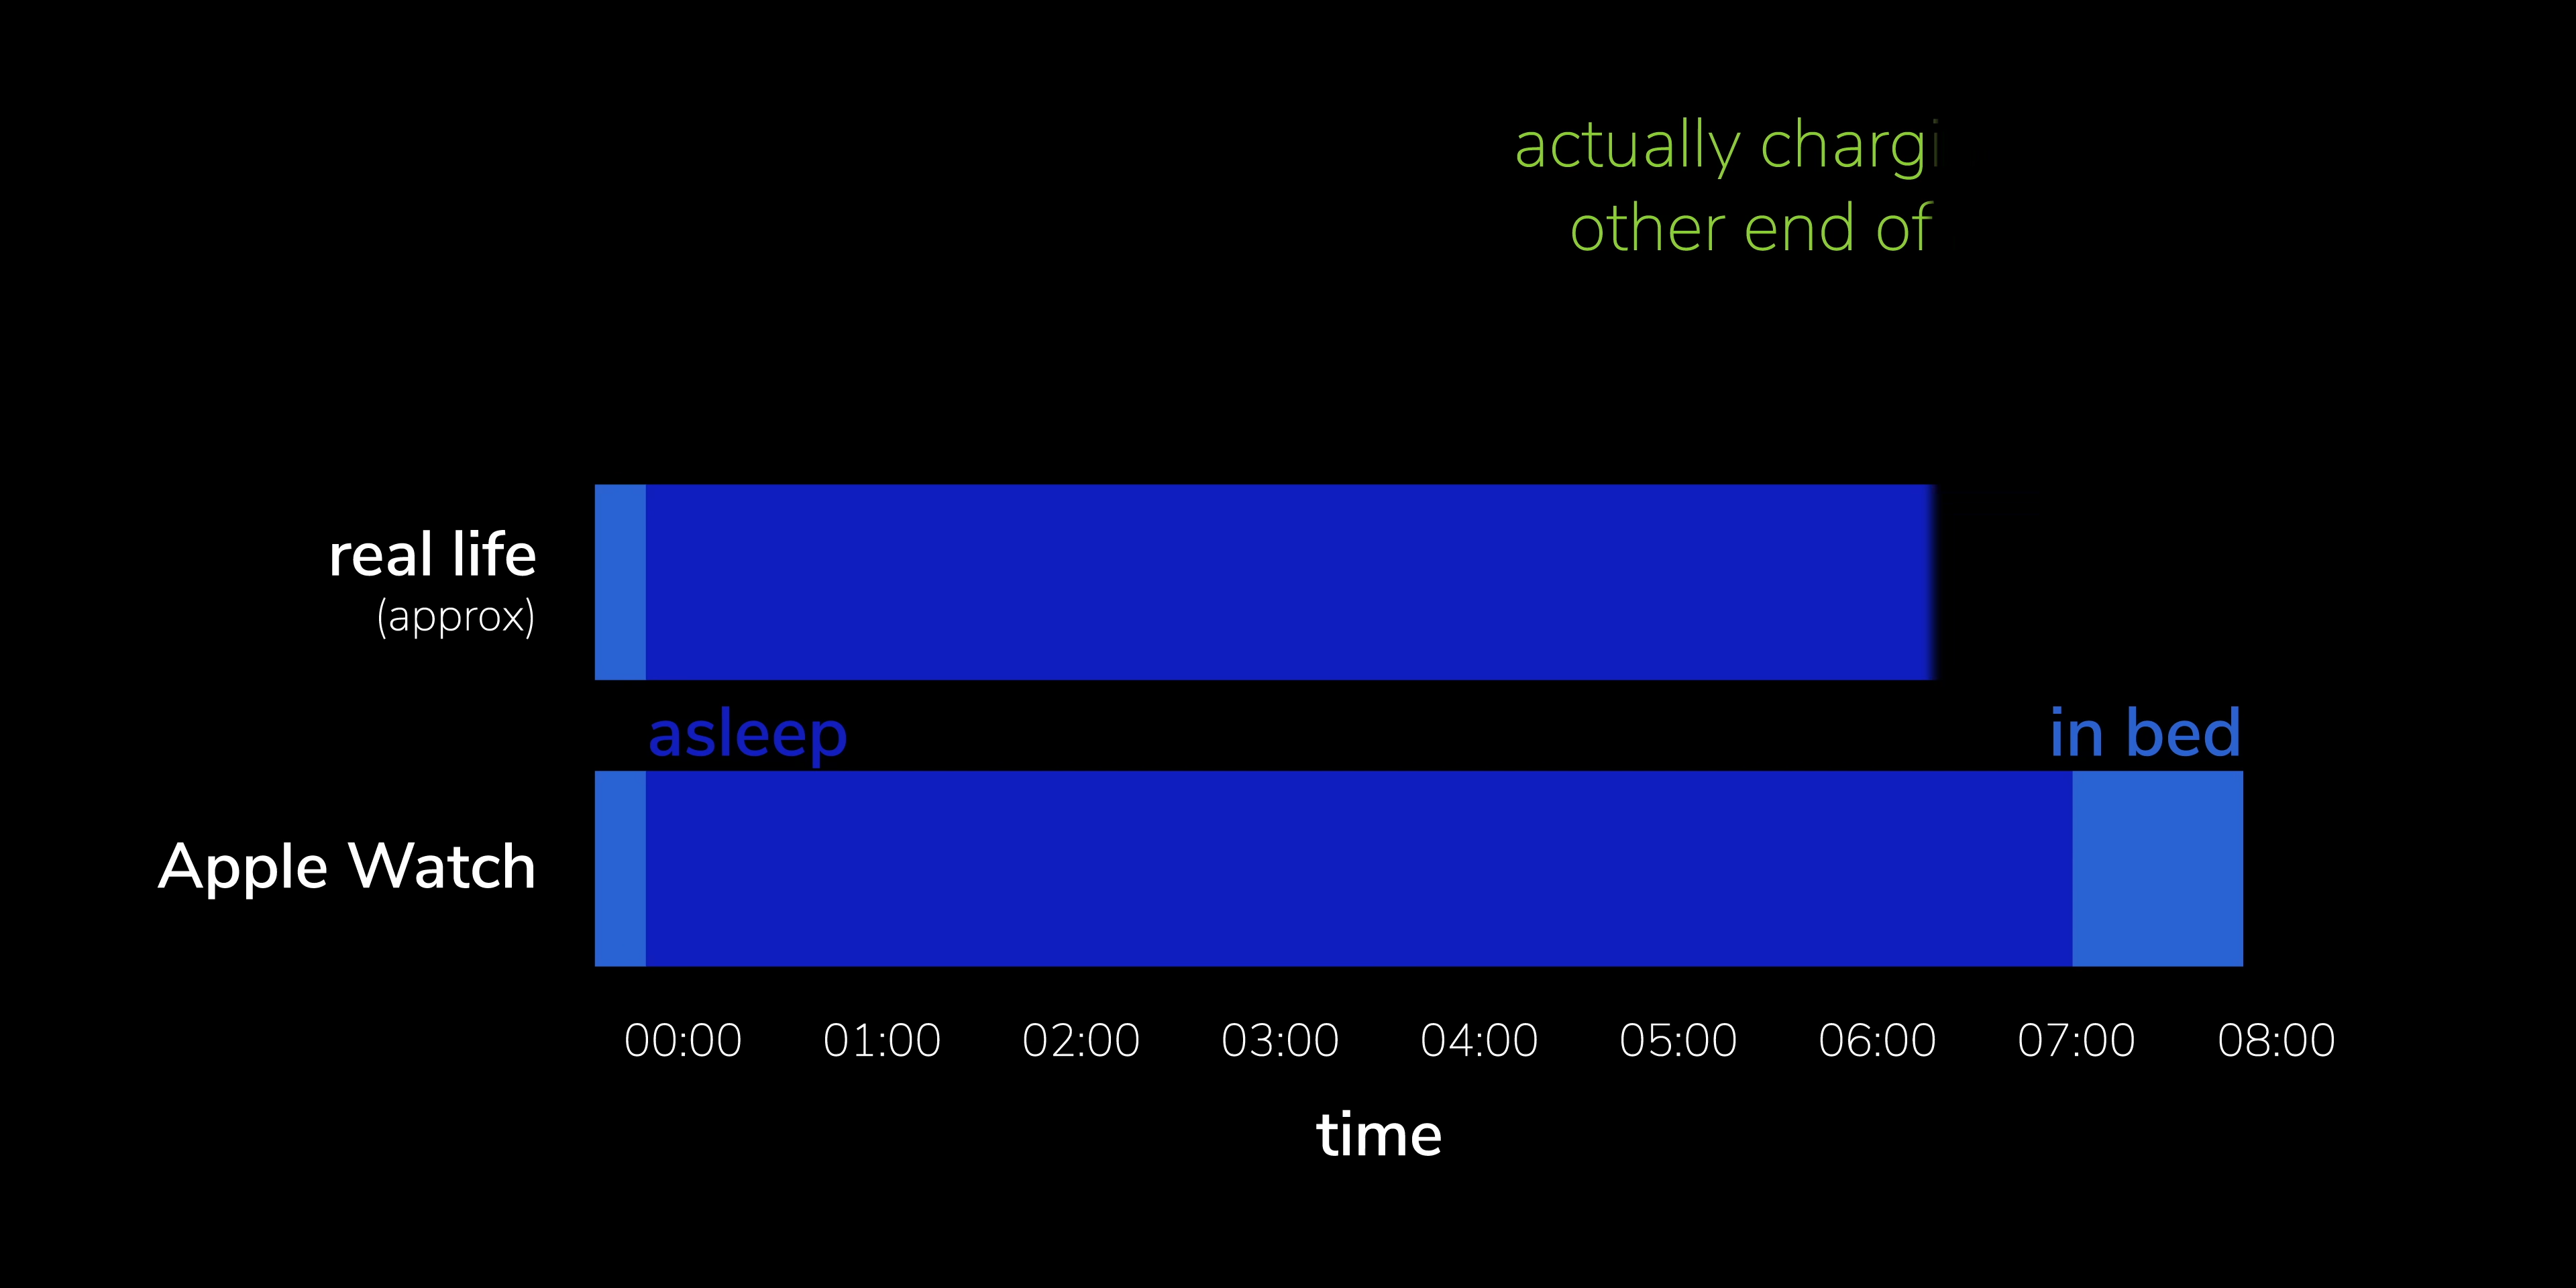 actually chargi
other end of
real life
(approx)
asleep
in bed
Apple Watch
00:00 01:00 02:00 03:00 04:00 05:00 06:00 07:00 08:00
time